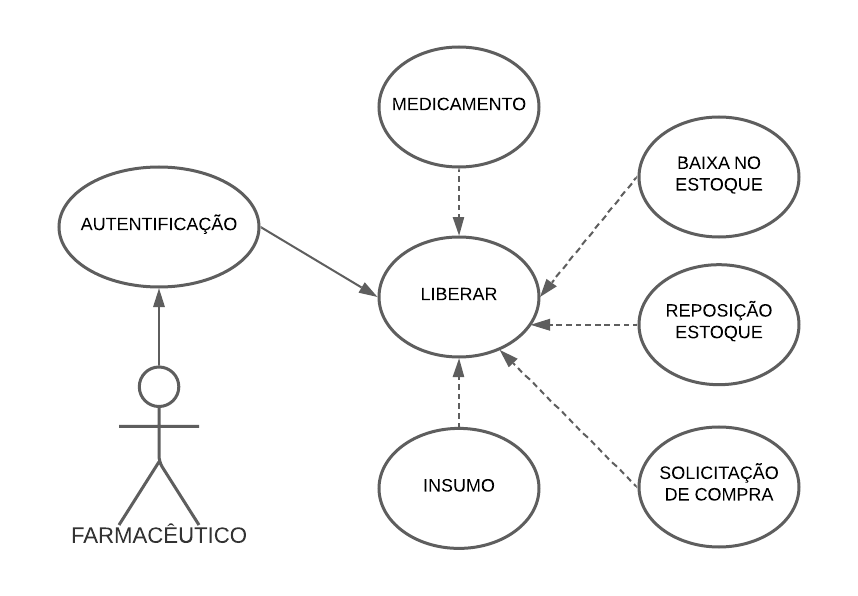 MEDICAMENTO
BAIXA NO
ESTOQUE
AUTENTIFICAÇÃO
LIBERAR
REPOSIÇÃO
ESTOQUE
INSUMO
SOLICITAÇÃO
DE COMPRA
FARMACÊUTICO